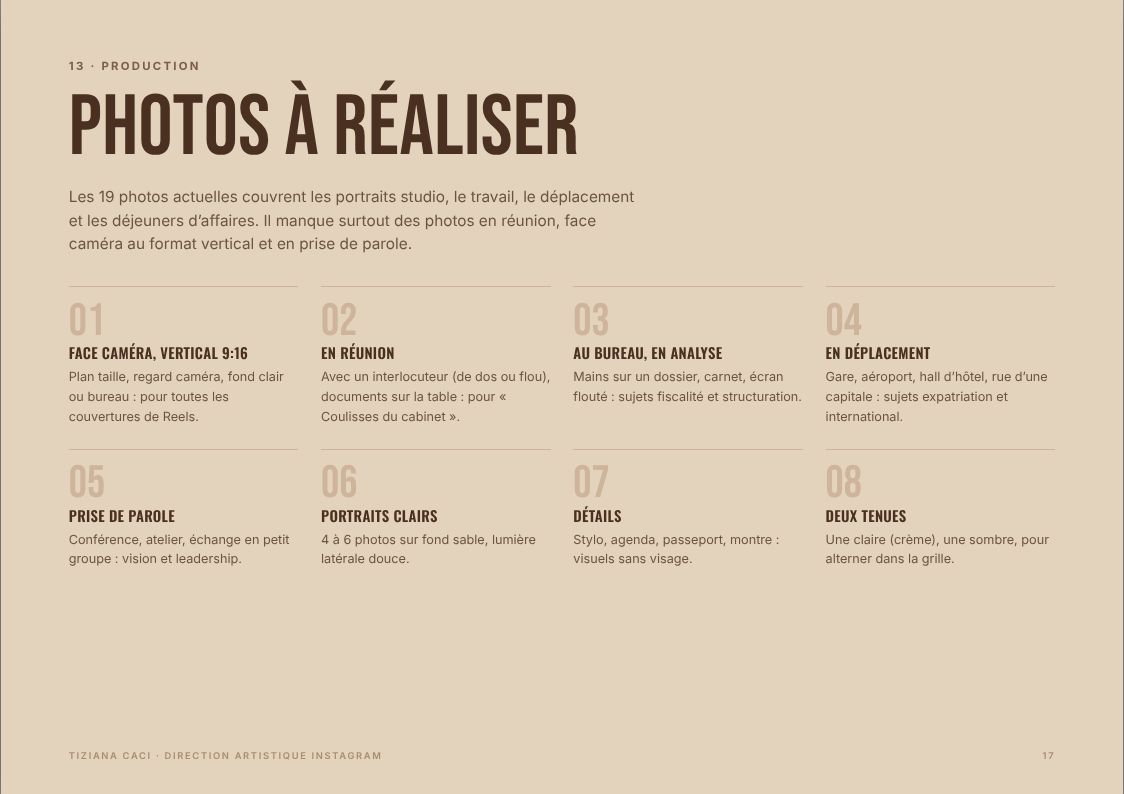 13 · PRODUCTION
PHOTOS À RÉALISER
Les 19 photos actuelles couvrent les portraits studio, le travail, le déplacement
et les déjeuners d’affaires. Il manque surtout des photos en réunion, face
caméra au format vertical et en prise de parole.
01
FACE CAMÉRA, VERTICAL 9:16
Plan taille, regard caméra, fond clair
ou bureau : pour toutes les
couvertures de Reels.
02
EN RÉUNION
Avec un interlocuteur (de dos ou flou),
documents sur la table : pour «
Coulisses du cabinet ».
03
AU BUREAU, EN ANALYSE
Mains sur un dossier, carnet, écran
flouté : sujets fiscalité et structuration.
04
EN DÉPLACEMENT
Gare, aéroport, hall d’hôtel, rue d’une
capitale : sujets expatriation et
international.
05
PRISE DE PAROLE
Conférence, atelier, échange en petit
groupe : vision et leadership.
06
PORTRAITS CLAIRS
4 à 6 photos sur fond sable, lumière
latérale douce.
07
DÉTAILS
Stylo, agenda, passeport, montre :
visuels sans visage.
08
DEUX TENUES
Une claire (crème), une sombre, pour
alterner dans la grille.
TIZIANA CACI · DIRECTION ARTISTIQUE INSTAGRAM
17